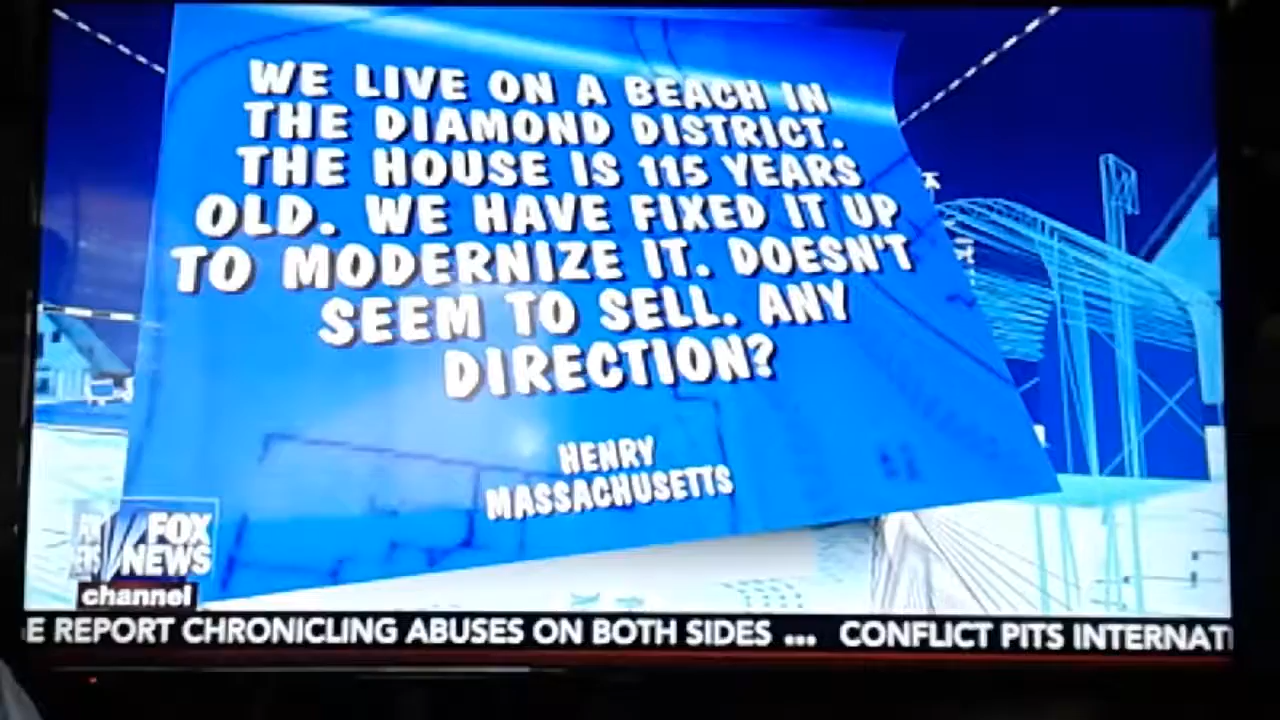 WE LIVE ON A BEACH IN
THE DIAMOND DISTRICT.
THE HOUSE IS 115 YEARS
OLD. WE HAVE FIXED IT UP
TO MODERNIZE IT. DOESN'T
SEEM TO SELL. ANY
DIRECTION?
HENRY
MASSACHUSETTS
FOX
NEWS
channel
E REPORT CHRONICLING ABUSES ON BOTH SIDES ... CONFLICT PITS INTERNATI